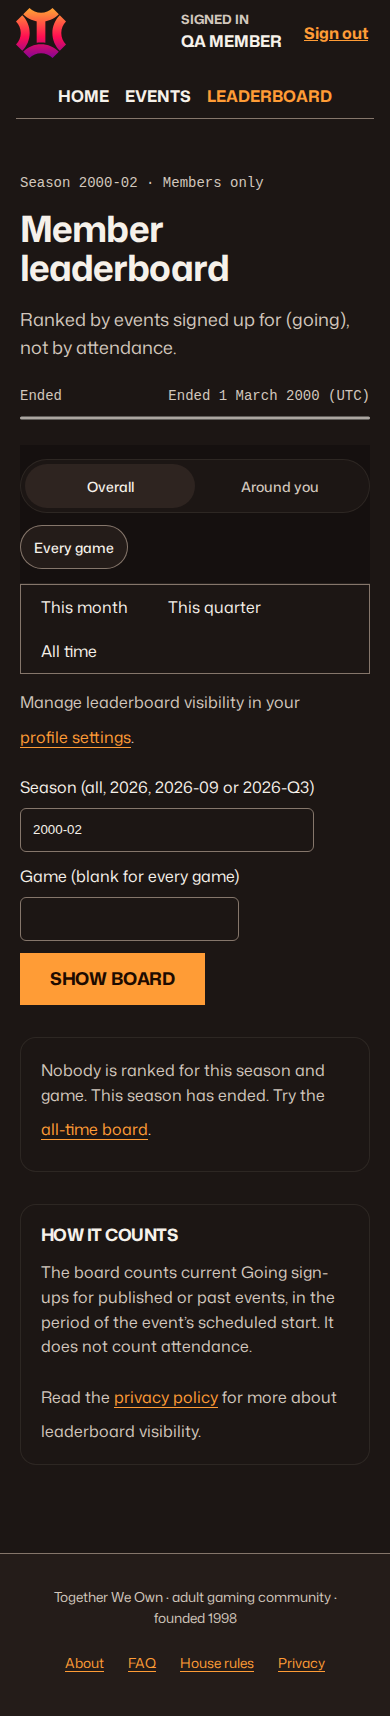 SIGNED IN
QA MEMBER
Sign out
HOME EVENTS LEADERBOARD
Season 2000-02 · Members only
Member
leaderboard
Ranked by events signed up for (going),
not by attendance.
Ended Ended 1 March 2000 (UTC)
Overall Around you
Every game
This month This quarter
All time
Manage leaderboard visibility in your
profile settings.
Season (all, 2026, 2026-09 or 2026-Q3)
2000-02
Game (blank for every game)
SHOW BOARD
Nobody is ranked for this season and
game. This season has ended. Try the
all-time board.
HOW IT COUNTS
The board counts current Going sign-
ups for published or past events, in the
period of the event's scheduled start. It
does not count attendance.
Read the privacy policy for more about
leaderboard visibility.
Together We Own · adult gaming community ·
founded 1998
About FAQ House rules Privacy